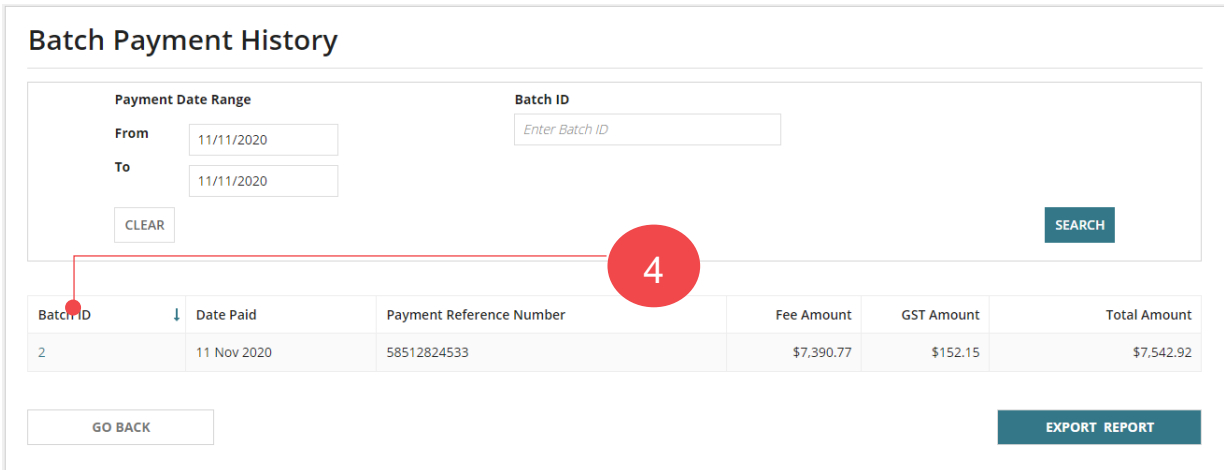 Batch Payment History
Payment Date Range
Batch ID
From
11/11/2020
Enter Batch ID
To
11/11/2020
CLEAR
SEARCH
4
Batch ID ↓ Date Paid Payment Reference Number Fee Amount GST Amount Total Amount
2 11 Nov 2020 58512824533 $7,390.77 $152.15 $7,542.92
GO BACK
EXPORT REPORT